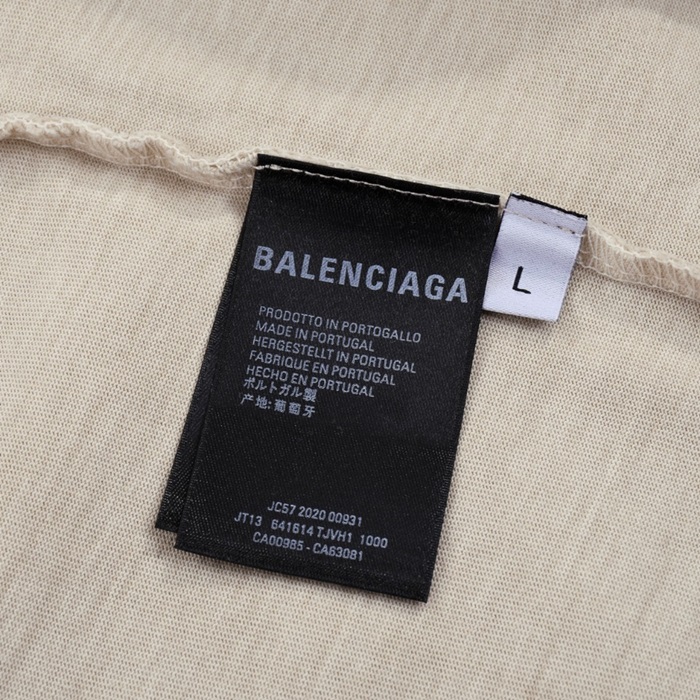 BALENCIAGA
PRODOTTO IN PORTOGALLO
MADE IN PORTUGAL
HERGESTELLT IN PORTUGAL
FABRIQUE EN PORTUGAL
HECHO EN PORTUGAL
ポルトガル製
产地:葡萄牙
JC57 2020 00931
JT13 641614 TJVH1 1000
CA00985 - CA63081
L